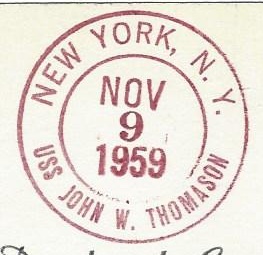 NEW YORK, N. Y.
NOV
9
1959
USS JOHN W. THOMASON